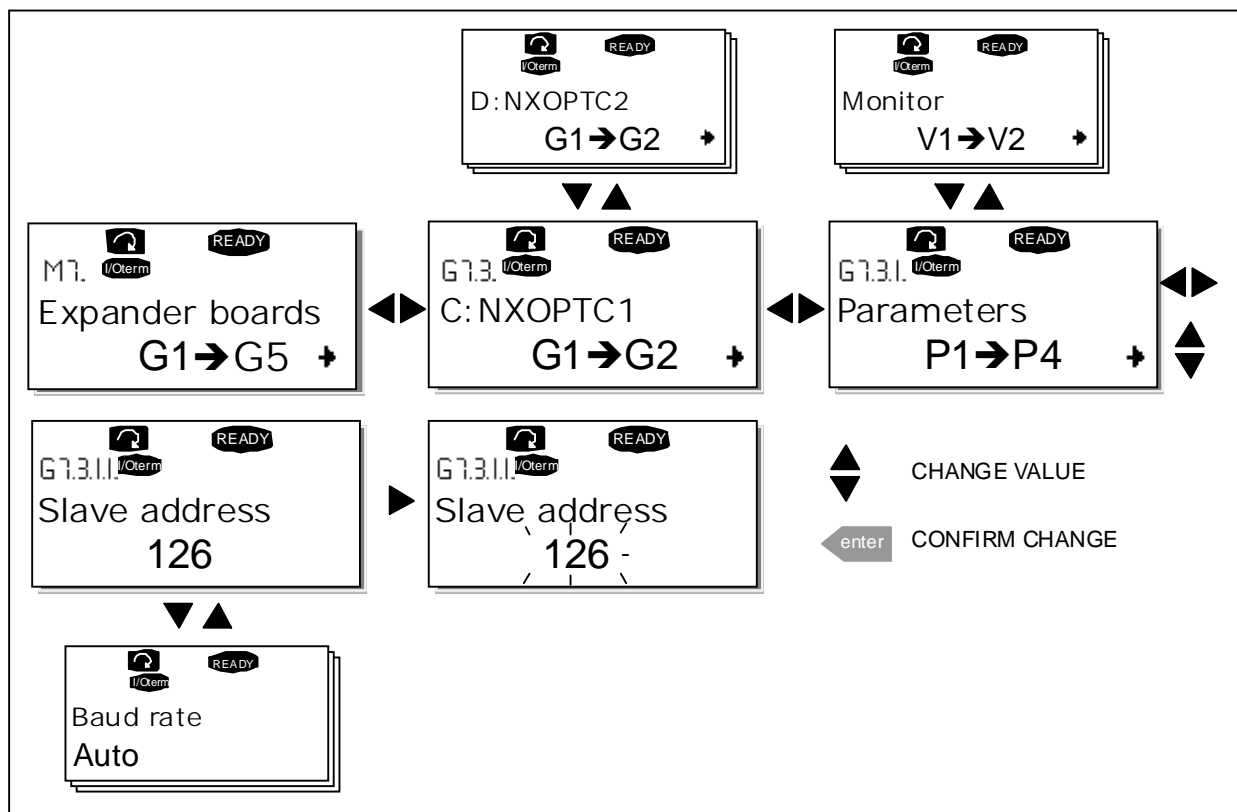 READY
I/Oterm
D:NXOPTC2
G1➔G2
READY
I/Oterm
Monitor
V1➔V2
READY
M7. I/Oterm
Expander boards
G1➔G5
READY
G7.3. I/Oterm
C:NXOPTC1
G1➔G2
READY
G7.3.1. I/Oterm
Parameters
P1➔P4
READY
G7.3.1.1. I/Oterm
Slave address
126
READY
G7.3.1.1. I/Oterm
Slave address
126
CHANGE VALUE
enter CONFIRM CHANGE
READY
I/Oterm
Baud rate
Auto